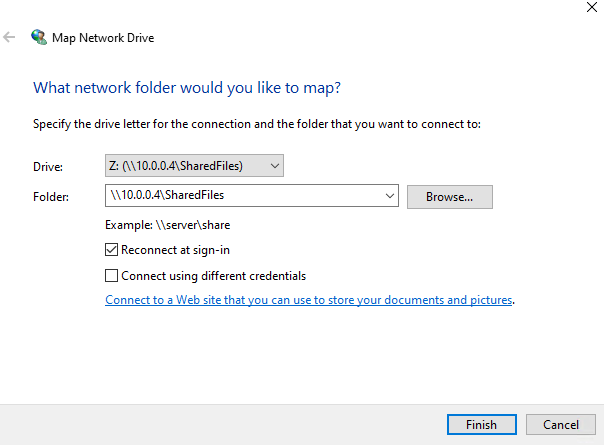 Map Network Drive
What network folder would you like to map?
Specify the drive letter for the connection and the folder that you want to connect to:
Drive: Z: (\\10.0.0.4\SharedFiles)
Folder: \\10.0.0.4\SharedFiles Browse...
Example: \\server\share
Reconnect at sign-in
Connect using different credentials
Connect to a Web site that you can use to store your documents and pictures.
Finish Cancel